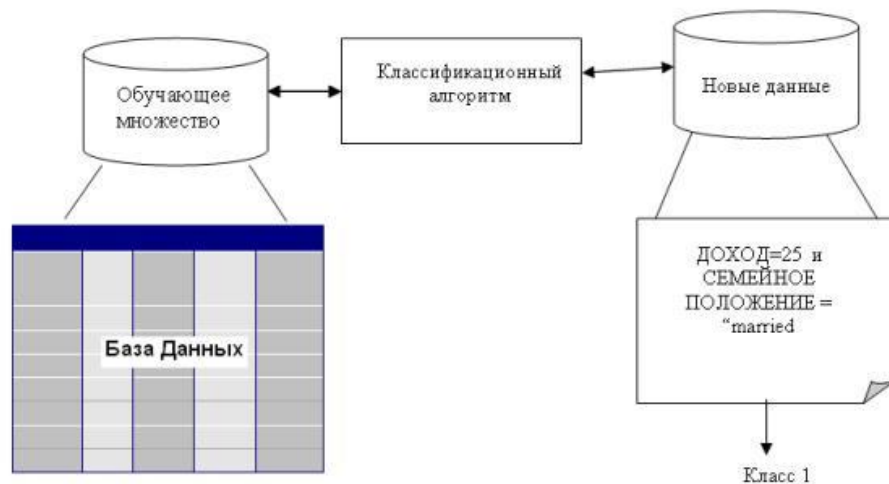 Обучающее
множество
Классификационный
алгоритм
Новые данные
База Данных
ДОХОД=25 и
СЕМЕЙНОЕ
ПОЛОЖЕНИЕ =
“married
Класс 1